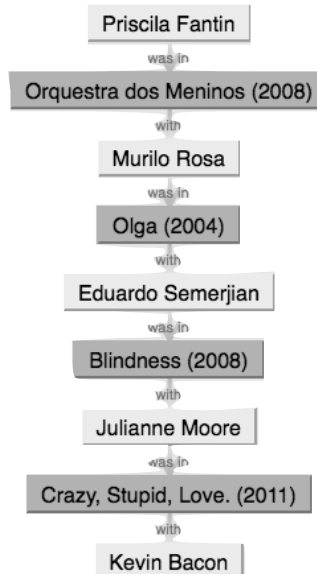 Priscila Fantin
was in
Orquestra dos Meninos (2008)
with
Murilo Rosa
was in
Olga (2004)
with
Eduardo Semerjian
was in
Blindness (2008)
with
Julianne Moore
was in
Crazy, Stupid, Love. (2011)
with
Kevin Bacon